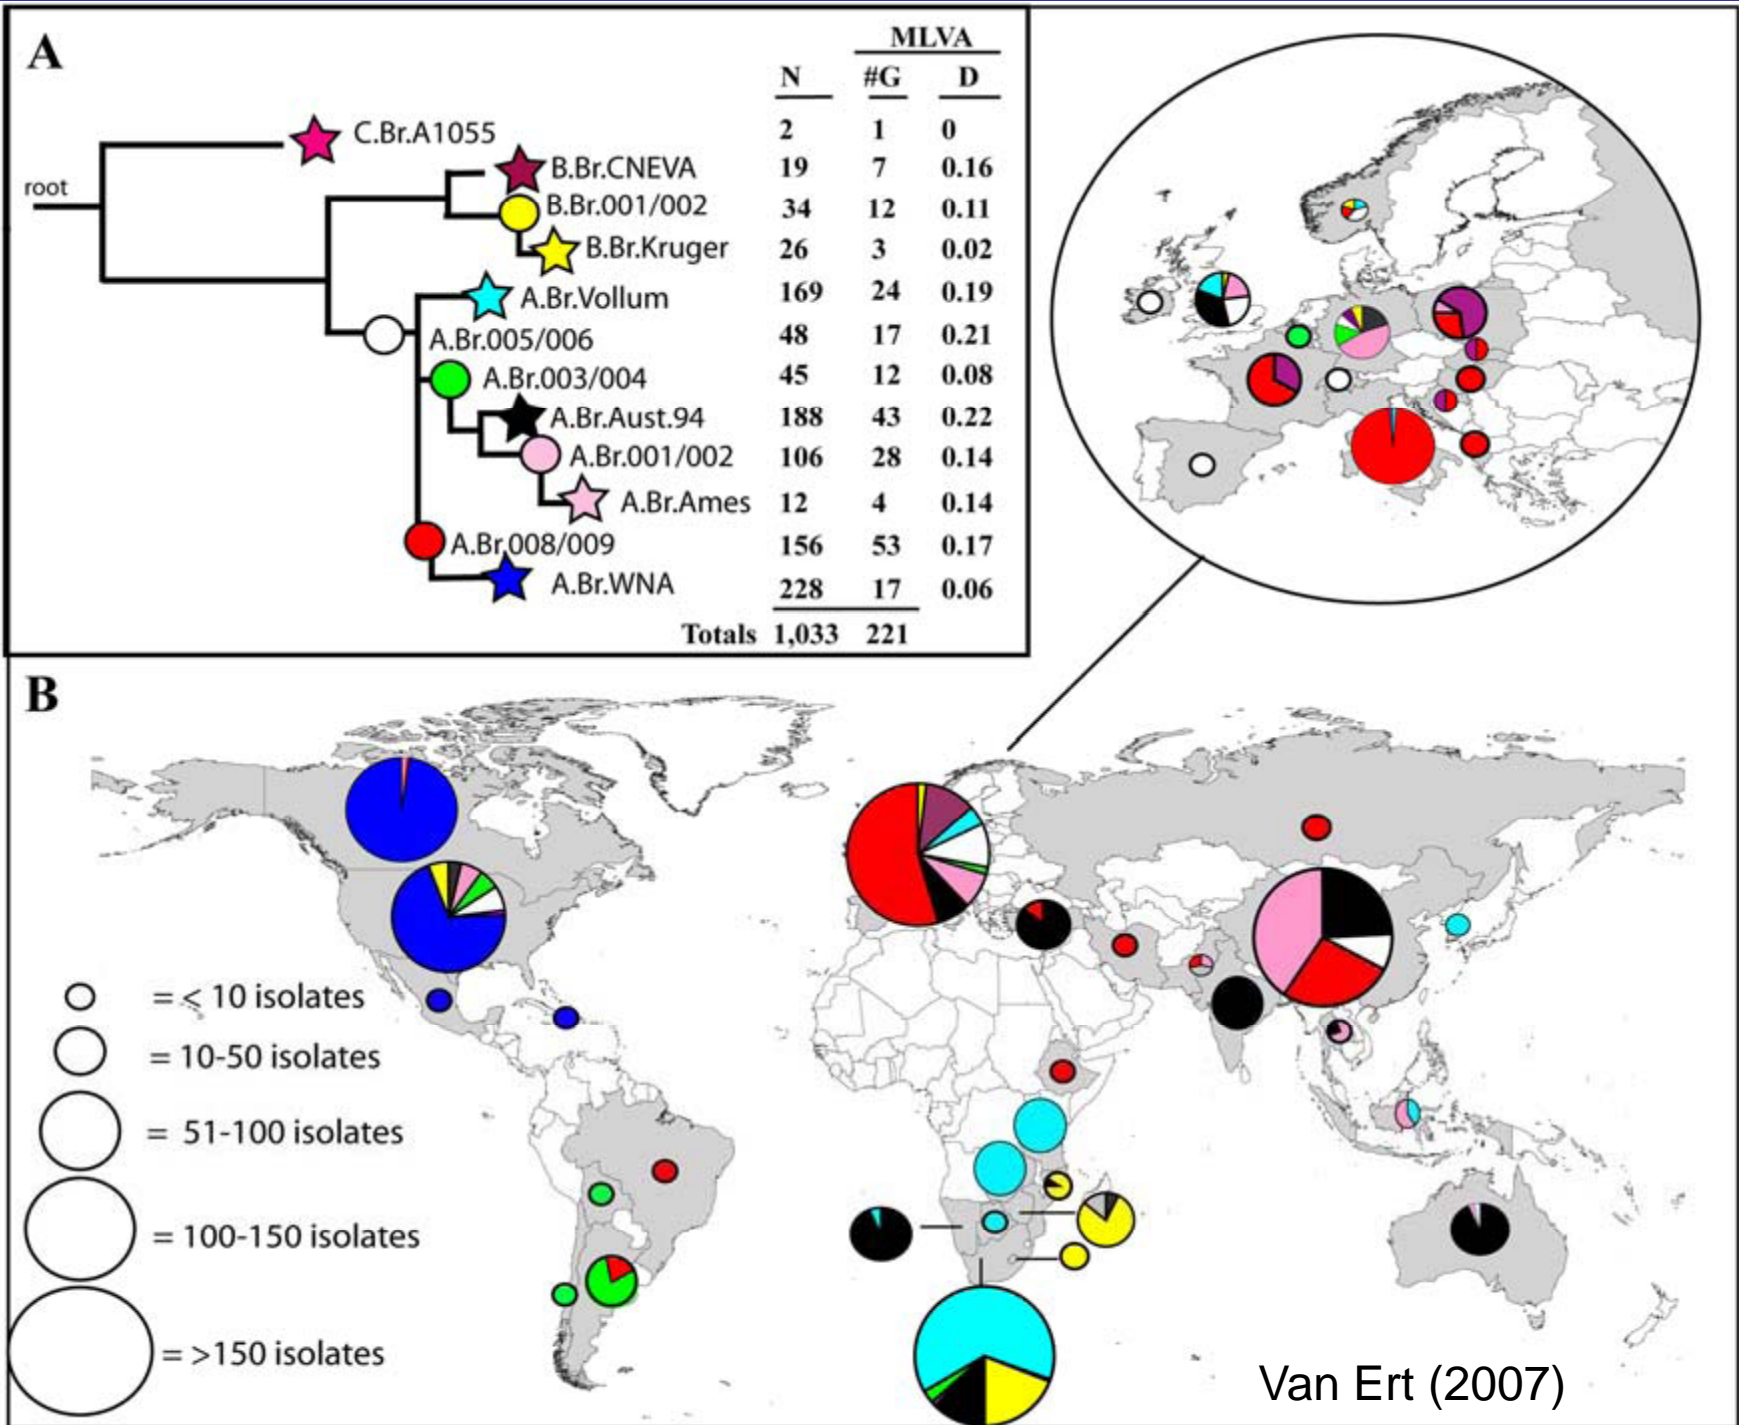 A
MLVA
N #G D
C.Br.A1055 2 1 0
B.Br.CNEVA 19 7 0.16
root
B.Br.001/002 34 12 0.11
B.Br.Kruger 26 3 0.02
A.Br.Vollum 169 24 0.19
A.Br.005/006 48 17 0.21
A.Br.003/004 45 12 0.08
A.Br.Aust.94 188 43 0.22
A.Br.001/002 106 28 0.14
A.Br.Ames 12 4 0.14
A.Br.008/009 156 53 0.17
A.Br.WNA 228 17 0.06
Totals 1,033 221
B
= < 10 isolates
= 10-50 isolates
= 51-100 isolates
= 100-150 isolates
= >150 isolates
Van Ert (2007)